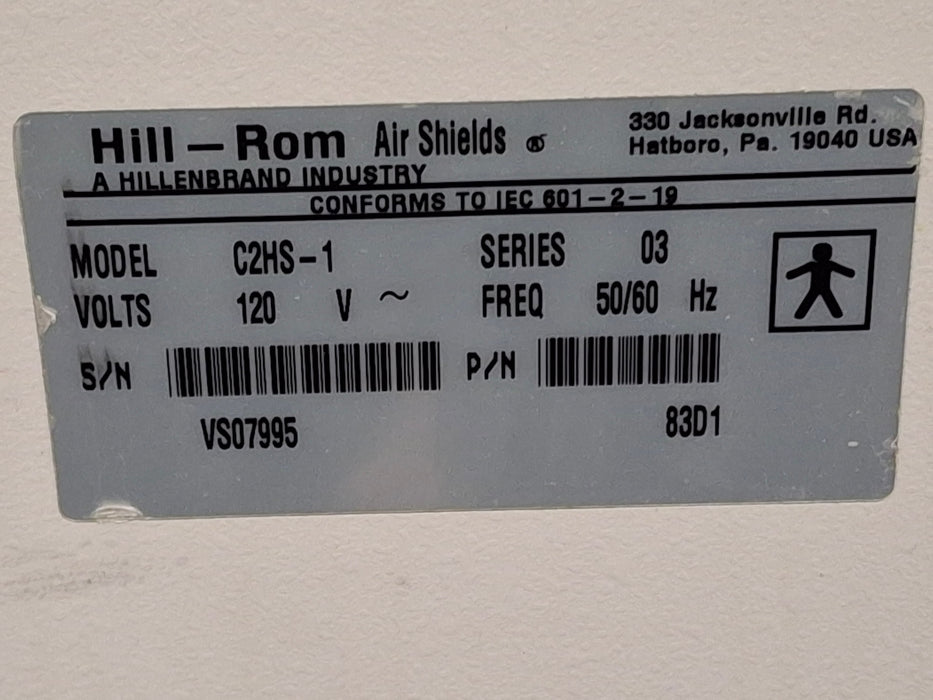 Hill-Rom Air Shields ®
330 Jacksonville Rd.
Hatboro, Pa. 19040 USA
A HILLENBRAND INDUSTRY
CONFORMS TO IEC 601-2-19
MODEL C2HS-1 SERIES 03
VOLTS 120 V ~ FREQ 50/60 Hz
S/N P/N
VS07995 83D1